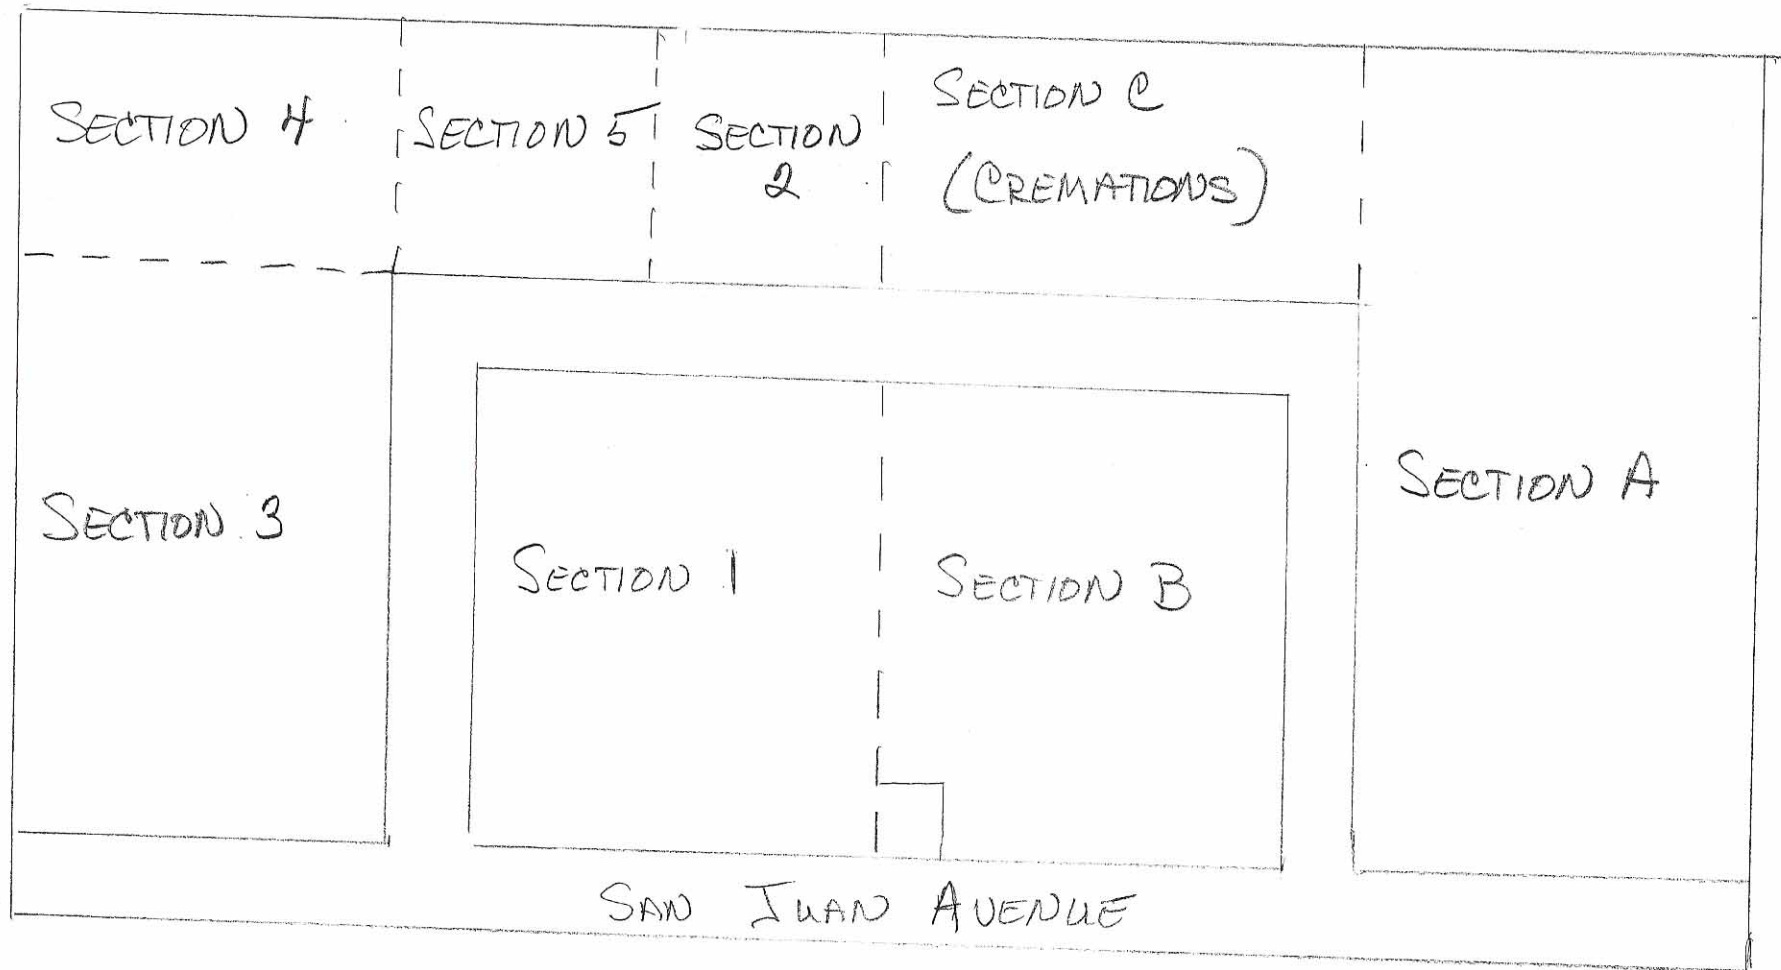 SECTION 4
SECTION 5
SECTION
2
SECTION C
(CREMATIONS)
SECTION 3
SECTION 1
SECTION B
SECTION A
SAN JUAN AVENUE